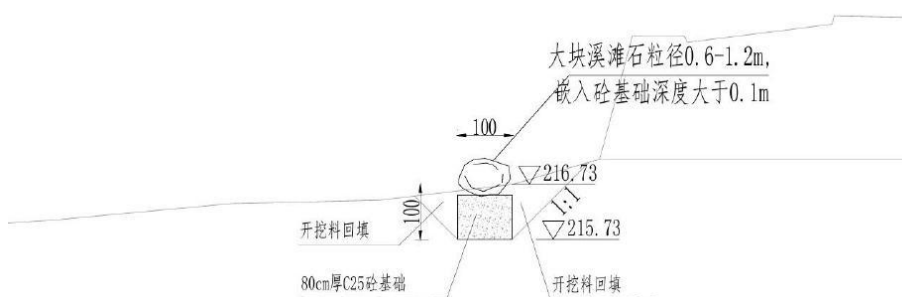 大块溪滩石粒径0.6-1.2m,
嵌入砼基础深度大于0.1m
100
216.73
100
1:1
215.73
开挖料回填
80cm厚C25砼基础
开挖料回填